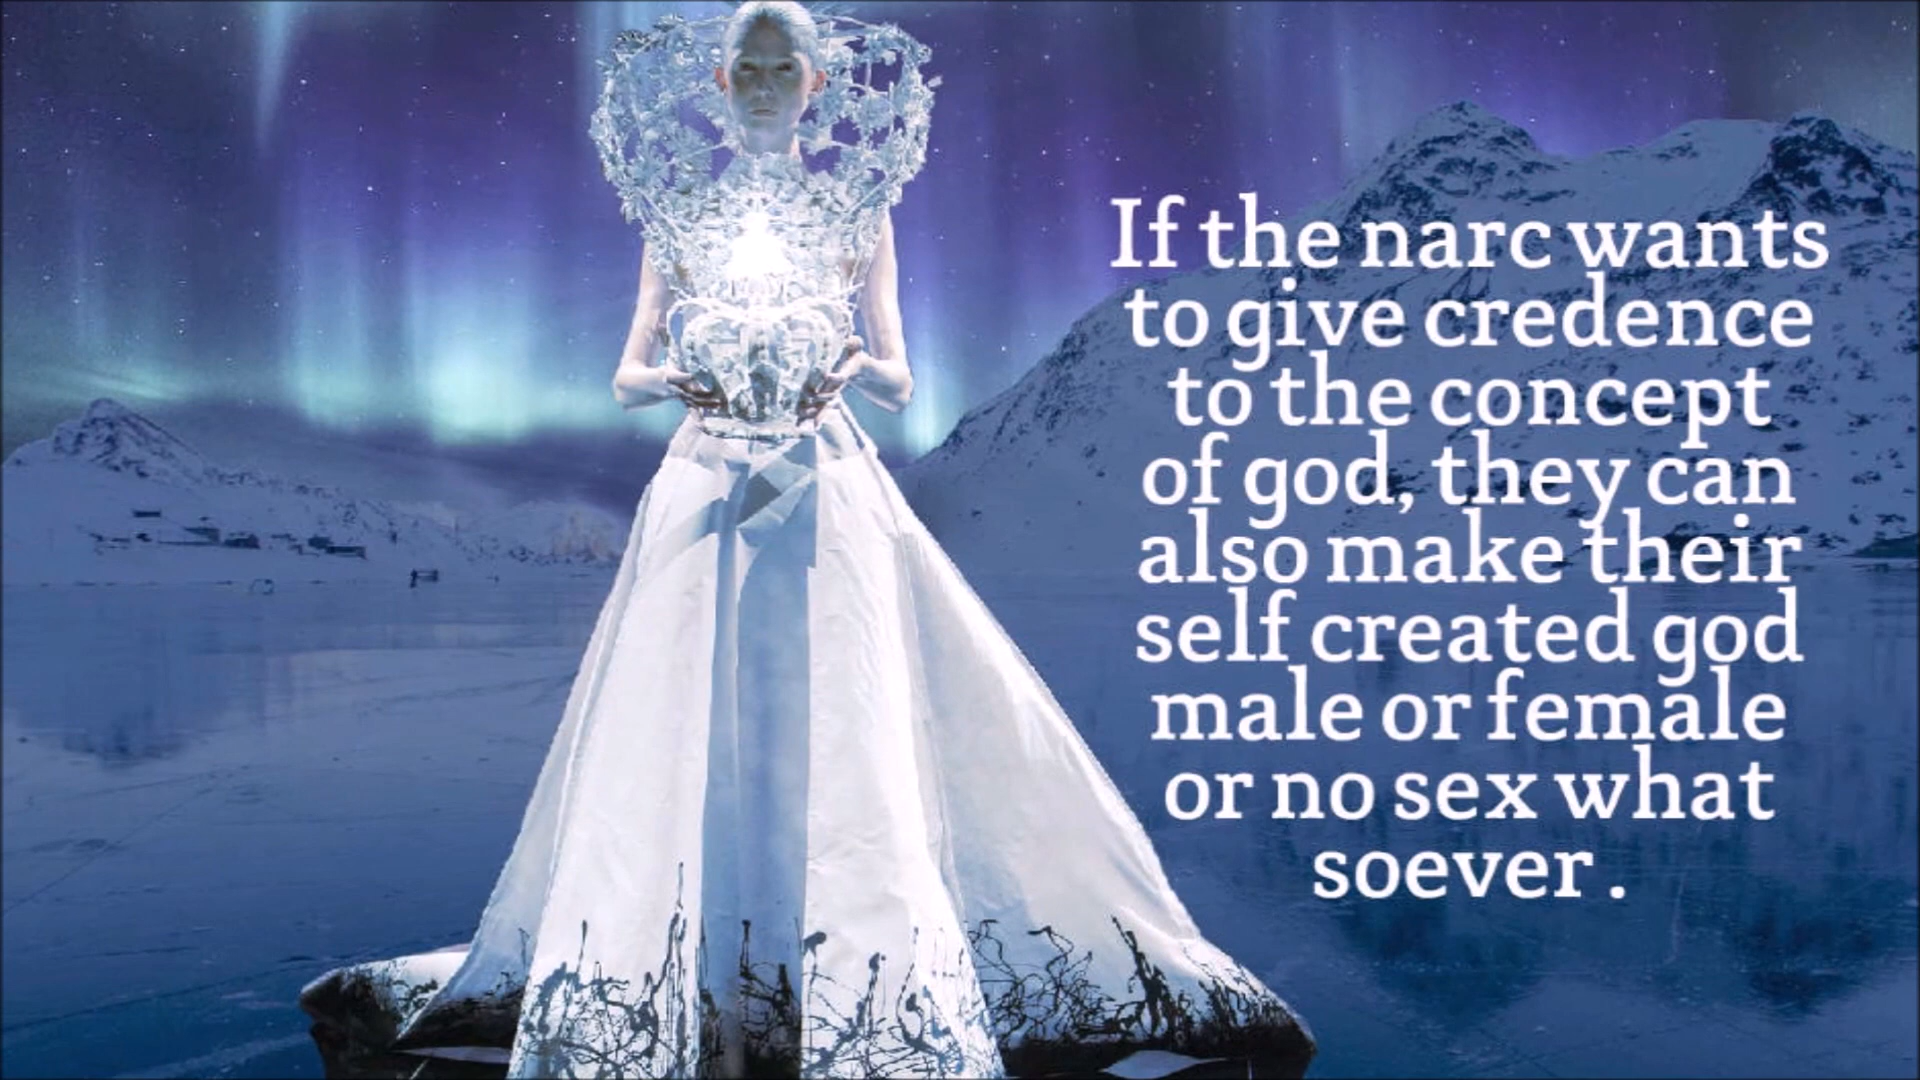 If the narc wants
to give credence
to the concept
of god, they can
also make their
self created god
male or female
or no sex what
soever .